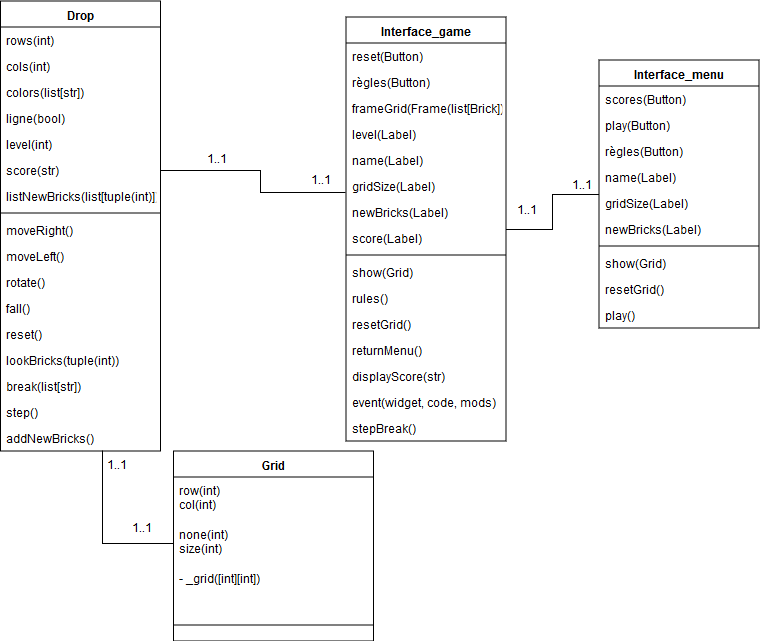 Drop
rows(int)
cols(int)
colors(list[str])
ligne(bool)
level(int)
score(str)
listNewBricks(list[tuple(int)]
moveRight()
moveLeft()
rotate()
fall()
reset()
lookBricks(tuple(int))
break(list[str])
step()
addNewBricks()
1..1
1..1
Interface_game
reset(Button)
règles(Button)
frameGrid(Frame(list[Brick])
level(Label)
name(Label)
gridSize(Label)
newBricks(Label)
score(Label)
show(Grid)
rules()
resetGrid()
returnMenu()
displayScore(str)
event(widget, code, mods)
stepBreak()
1..1
1..1
Interface_menu
scores(Button)
play(Button)
règles(Button)
name(Label)
gridSize(Label)
newBricks(Label)
show(Grid)
resetGrid()
play()
1..1
1..1
Grid
row(int)
col(int)
none(int)
size(int)
- _grid([int][int])